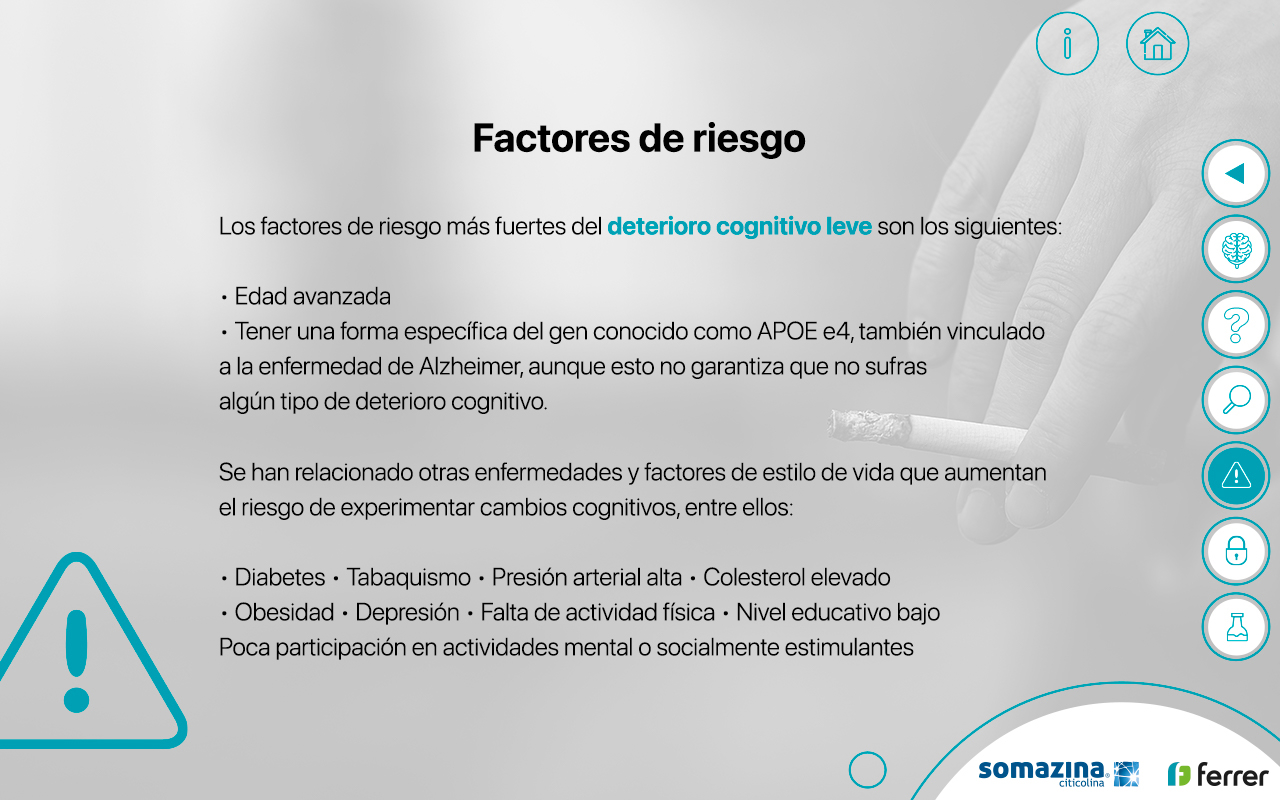 Factores de riesgo
Los factores de riesgo más fuertes del deterioro cognitivo leve son los siguientes:
• Edad avanzada
• Tener una forma específica del gen conocido como APOE e4, también vinculado
a la enfermedad de Alzheimer, aunque esto no garantiza que no sufras
algún tipo de deterioro cognitivo.
Se han relacionado otras enfermedades y factores de estilo de vida que aumentan
el riesgo de experimentar cambios cognitivos, entre ellos:
• Diabetes • Tabaquismo • Presión arterial alta • Colesterol elevado
• Obesidad • Depresión • Falta de actividad física • Nivel educativo bajo
Poca participación en actividades mental o socialmente estimulantes
somazina®
citicolina
ferrer